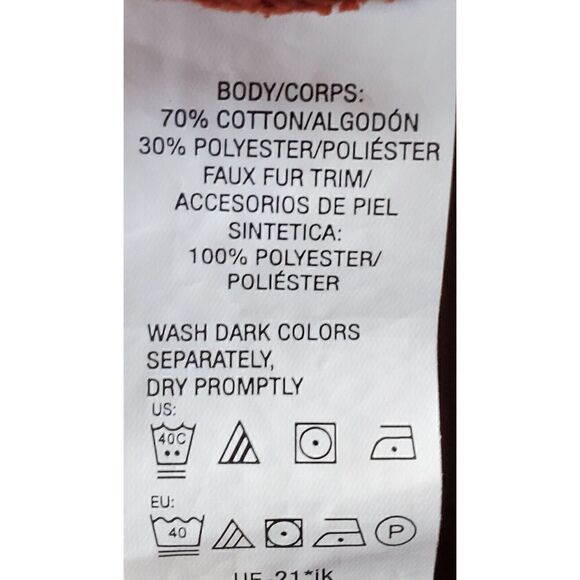 BODY/CORPS:
70% COTTON/ALGODÓN
30% POLYESTER/POLIÉSTER
FAUX FUR TRIM/
ACCESORIOS DE PIEL
SINTETICA:
100% POLYESTER/
POLIÉSTER
WASH DARK COLORS
SEPARATELY,
DRY PROMPTLY
US:
40C
EU:
40 P